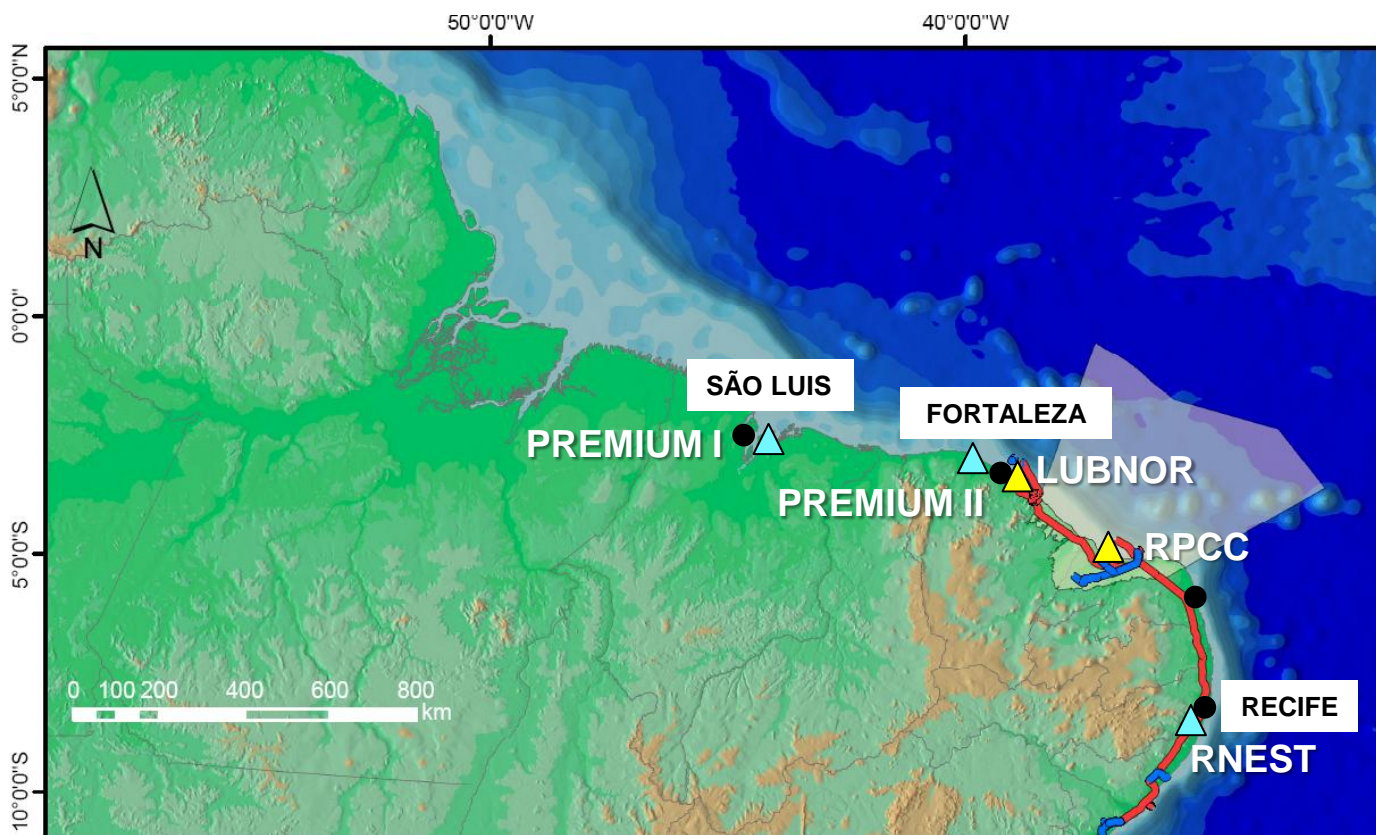 50°0'0"W
40°0'0"W
5°0'0"N
0°0'0"
5°0'0"S
10°0'0"S
N
SÃO LUIS
PREMIUM I
FORTALEZA
LUBNOR
PREMIUM II
RPCC
0 100 200 400 600 800
km
RECIFE
RNEST